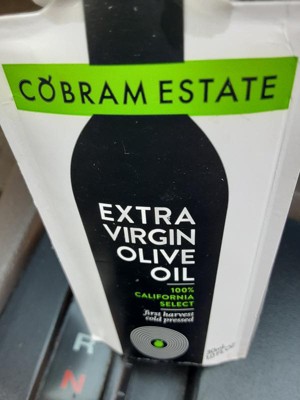 CŏBRAM ESTATE
EXTRA
VIRGIN
OLIVE
OIL
100%
CALIFORNIA
SELECT
first harvest
cold pressed
R
N